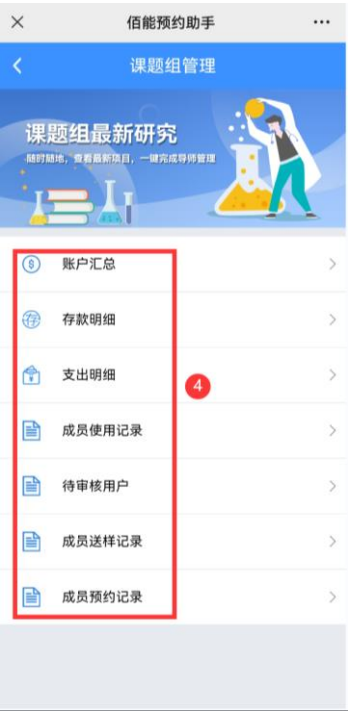 佰能预约助手
课题组管理
课题组最新研究
随时随地，查看最新项目，一键完成导师管理
账户汇总
存 存款明细
支出明细
4
成员使用记录
待审核用户
成员送样记录
成员预约记录